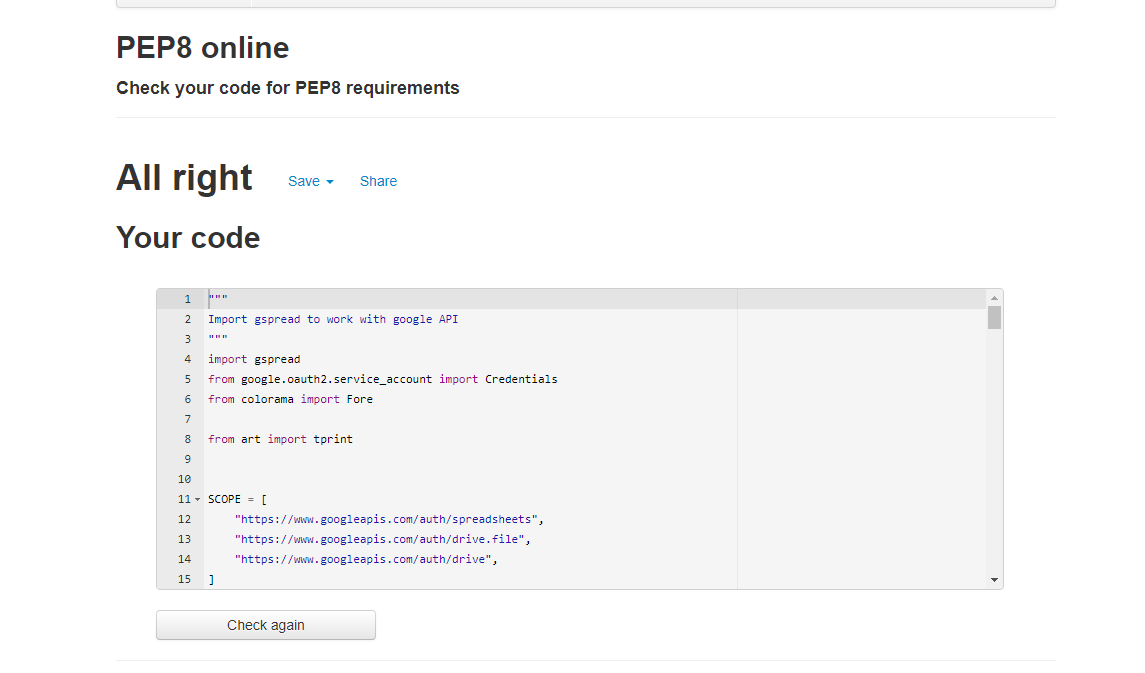 PEP8 online
Check your code for PEP8 requirements
All right Save Share
Your code
1 """
2 Import gspread to work with google API
3 """
4 import gspread
5 from google.oauth2.service_account import Credentials
6 from colorama import Fore
7
8 from art import tprint
9
10
11 SCOPE = [
12 "https://www.googleapis.com/auth/spreadsheets",
13 "https://www.googleapis.com/auth/drive.file",
14 "https://www.googleapis.com/auth/drive",
15 ]
Check again